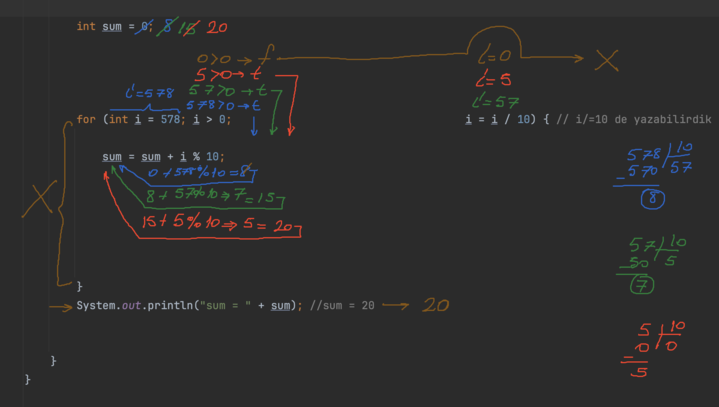 int sum = 0; 8 15 20
0>0 → f i=0 X
5>0 → t i=5
i=578 57>0 → t i=57
578>0 → t
for (int i = 578; i > 0; i = i / 10) { // i/=10 de yazabilirdik
578 10
sum = sum + i % 10;
- 570 57
0 + 578%10 = 8
8
8 + 57%10 ⇒ 7 = 15
X
15 + 5%10 ⇒ 5 = 20
57 10
- 50 5
7
}
System.out.println("sum = " + sum); //sum = 20 → 20
5 10
- 0 0
5
}
}